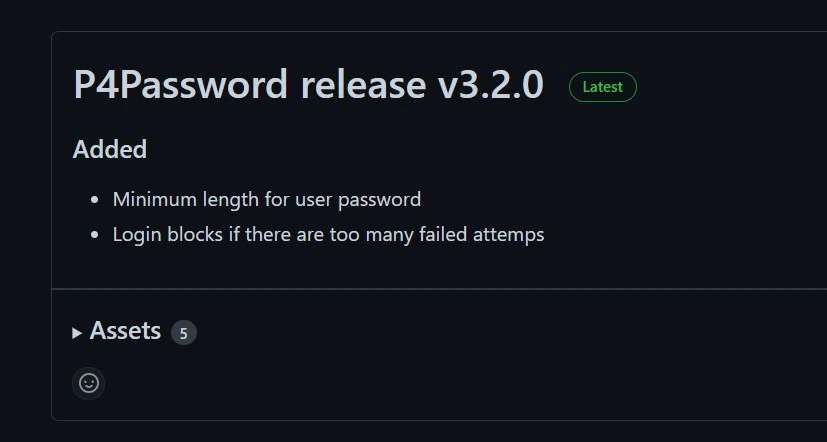 P4Password release v3.2.0 Latest
Added
Minimum length for user password
Login blocks if there are too many failed attemps
Assets 5